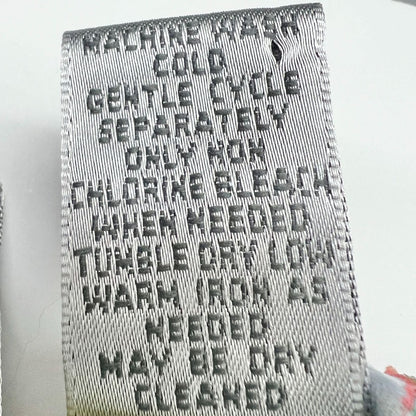 MACHINE WASH
COLD
GENTLE CYCLE
SEPARATELY
ONLY NON
CHLORINE BLEACH
WHEN NEEDED
TUMBLE DRY LOW
WARM IRON AS
NEEDED
MAY BE DRY
CLEANED